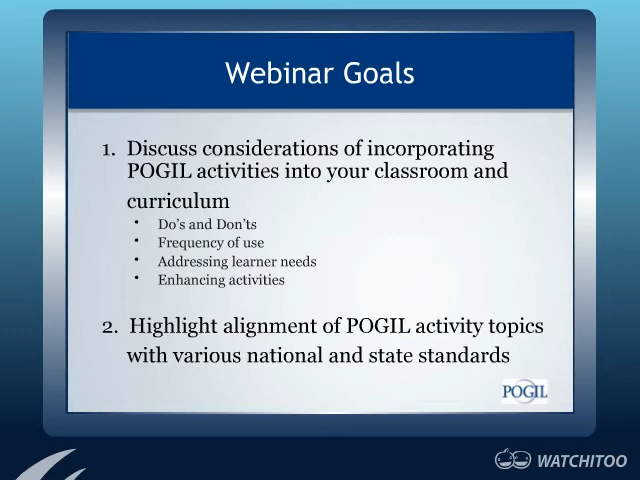 Webinar Goals
1. Discuss considerations of incorporating
POGIL activities into your classroom and
curriculum
• Do's and Don'ts
• Frequency of use
• Addressing learner needs
• Enhancing activities
2. Highlight alignment of POGIL activity topics
with various national and state standards
POGIL
WATCHITOO